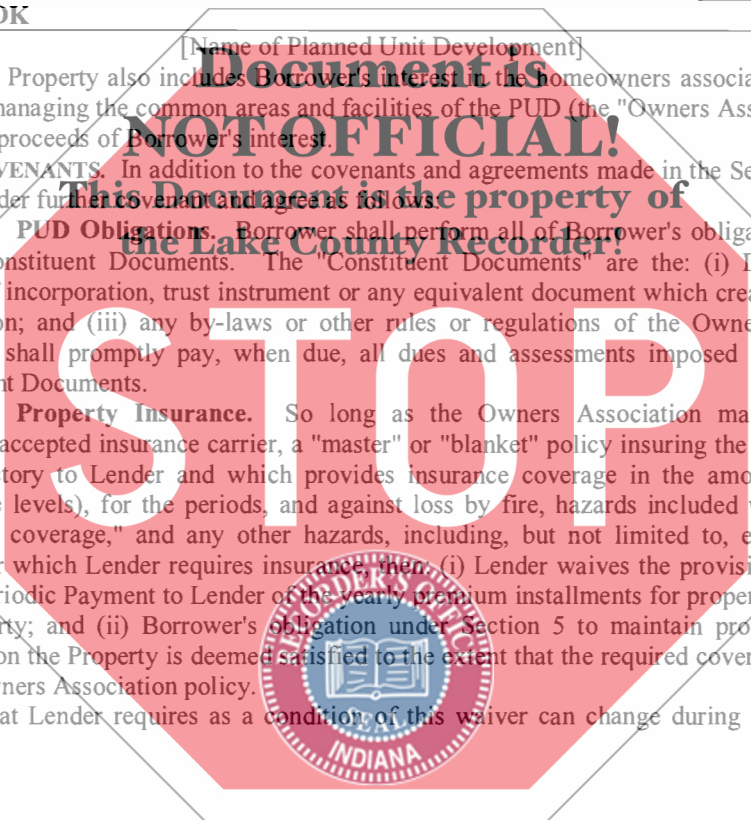 OK
[Name of Planned Unit Development]
Property also includes Borrower's interest in the homeowners associa
managing the common areas and facilities of the PUD (the "Owners Ass
proceeds of Borrower's interest.
VENANTS. In addition to the covenants and agreements made in the Se
der further covenant and agree as follows:
PUD Obligations. Borrower shall perform all of Borrower's obliga
onstituent Documents. The "Constituent Documents" are the: (i) D
incorporation, trust instrument or any equivalent document which crea
on; and (iii) any by-laws or other rules or regulations of the Owne
shall promptly pay, when due, all dues and assessments imposed
nt Documents.
Property Insurance. So long as the Owners Association ma
accepted insurance carrier, a "master" or "blanket" policy insuring the
tory to Lender and which provides insurance coverage in the amo
e levels), for the periods, and against loss by fire, hazards included
coverage," and any other hazards, including, but not limited to, e
r which Lender requires insurance, then: (i) Lender waives the provisi
riodic Payment to Lender of the yearly premium installments for proper
rty; and (ii) Borrower's obligation under Section 5 to maintain pro
on the Property is deemed satisfied to the extent that the required cover
wners Association policy.
at Lender requires as a condition of this waiver can change during
Document is
NOT OFFICIAL!
This Document is the property of
the Lake County Recorder!
STOP
RECORDER'S OFFICE
SEAL
INDIANA